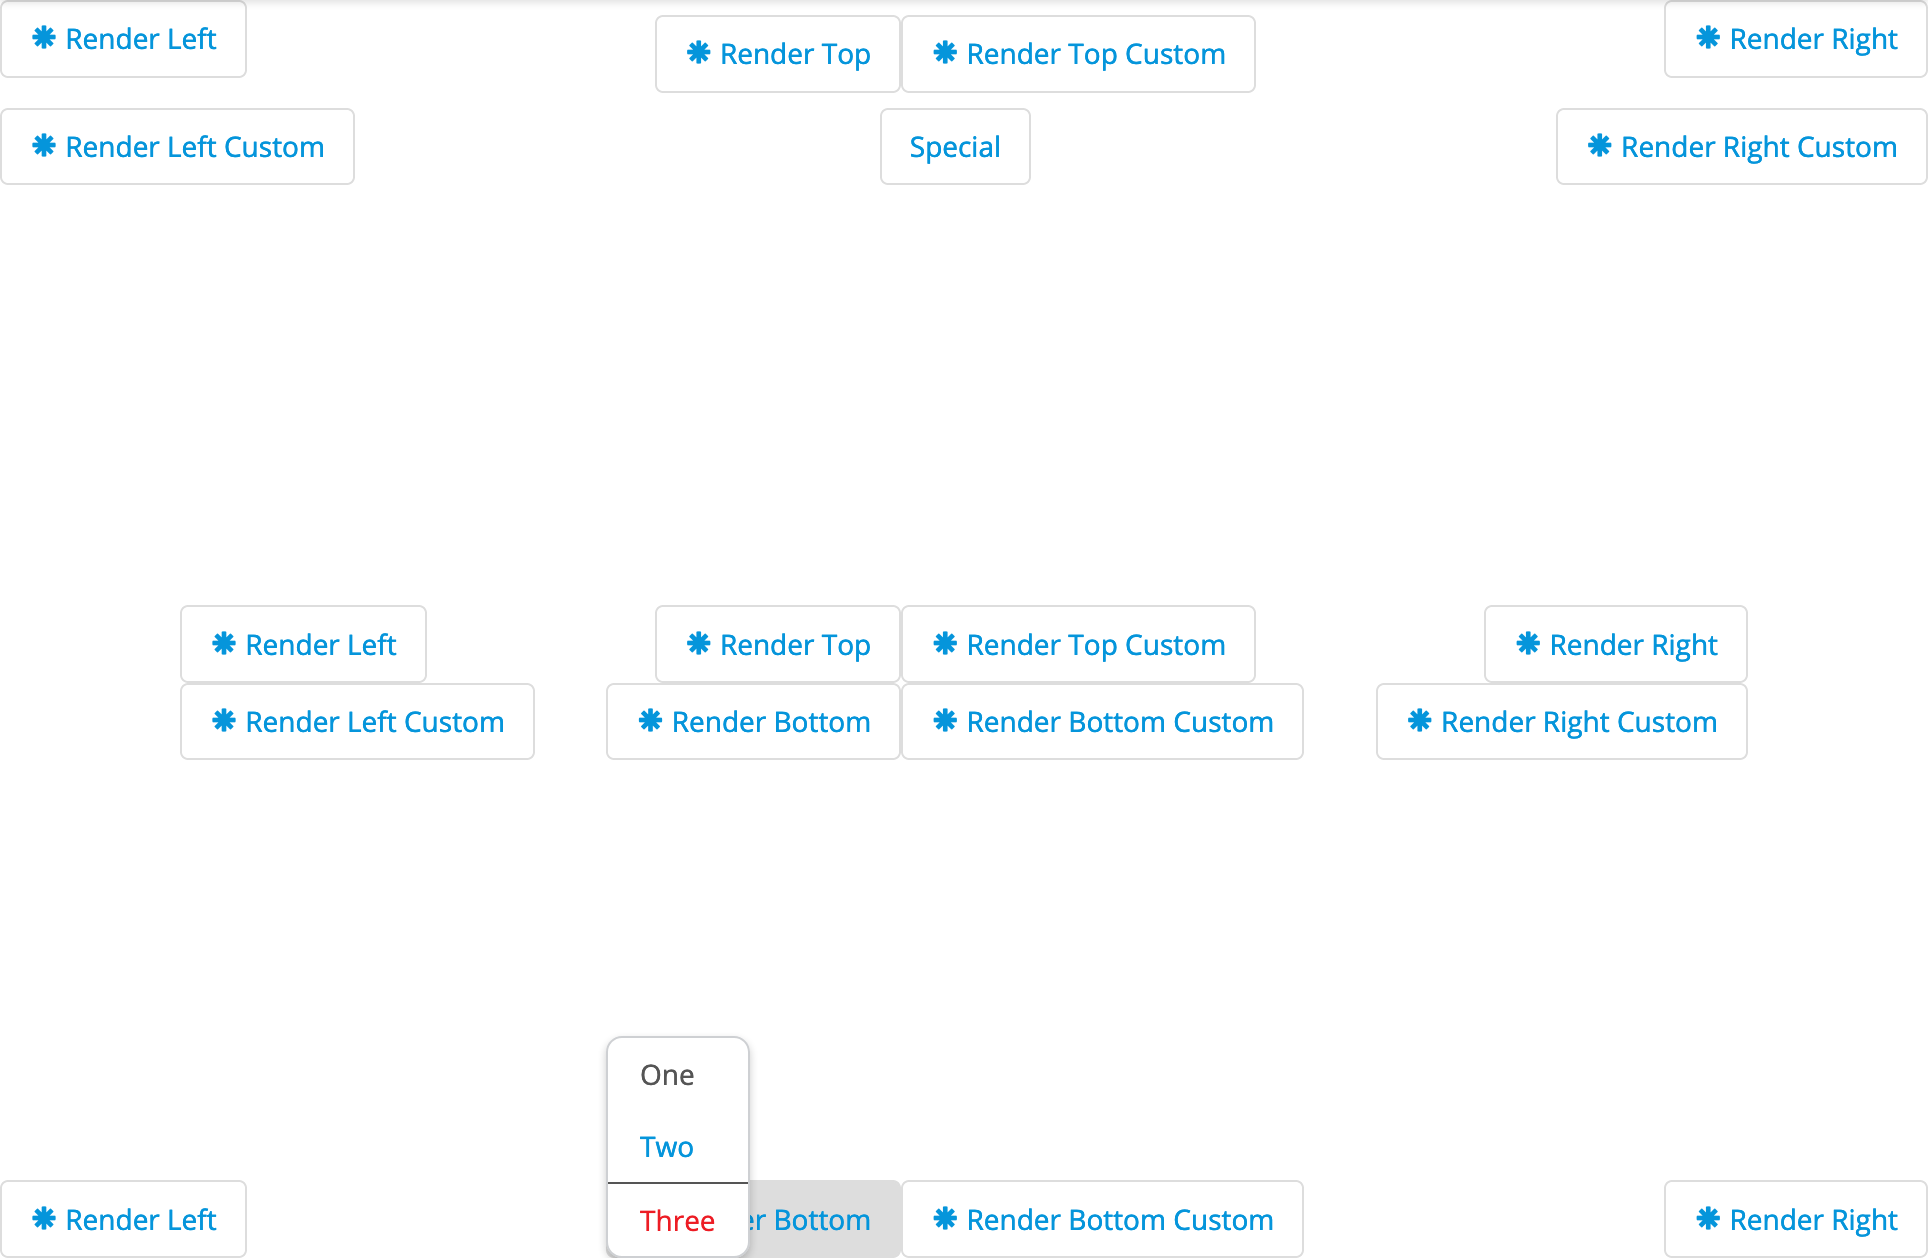 Render Left
Render Top
Render Top Custom
Render Right
Render Left Custom
Special
Render Right Custom
Render Left
Render Top
Render Top Custom
Render Right
Render Left Custom
Render Bottom
Render Bottom Custom
Render Right Custom
One
Two
Three
Render Left
er Bottom
Render Bottom Custom
Render Right